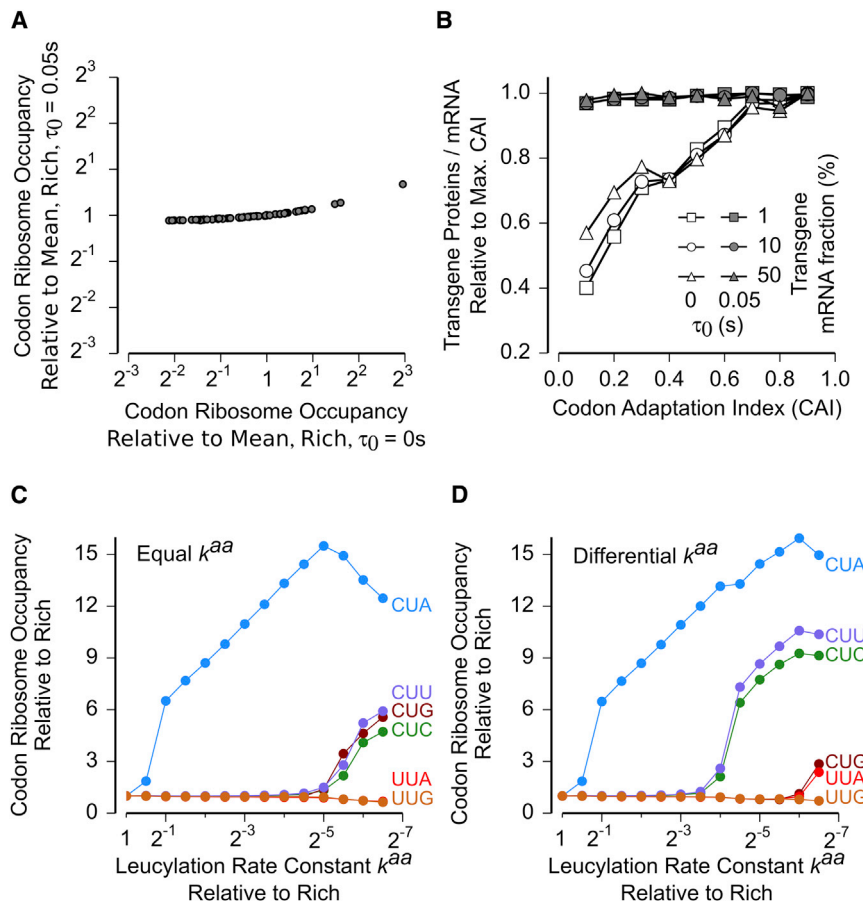 A
Codon Ribosome Occupancy
Relative to Mean, Rich, τ0 = 0.05s
2^3
2^2
2^1
1
2^-1
2^-2
2^-3
2^-3 2^-2 2^-1 1 2^1 2^2 2^3
Codon Ribosome Occupancy
Relative to Mean, Rich, τ0 = 0s
B
Transgene Proteins / mRNA
Relative to Max. CAI
1.0
0.8
0.6
0.4
0.2
1
10
50
0 0.05
τ0 (s)
Transgene
mRNA fraction (%)
0.0 0.2 0.4 0.6 0.8 1.0
Codon Adaptation Index (CAI)
C
Codon Ribosome Occupancy
Relative to Rich
Equal k^aa
15
12
9
6
3
0
CUA
CUU
CUG
CUC
UUA
UUG
1 2^-1 2^-3 2^-5 2^-7
Leucylation Rate Constant k^aa
Relative to Rich
D
Codon Ribosome Occupancy
Relative to Rich
Differential k^aa
15
12
9
6
3
0
CUA
CUU
CUC
CUG
UUA
UUG
1 2^-1 2^-3 2^-5 2^-7
Leucylation Rate Constant k^aa
Relative to Rich